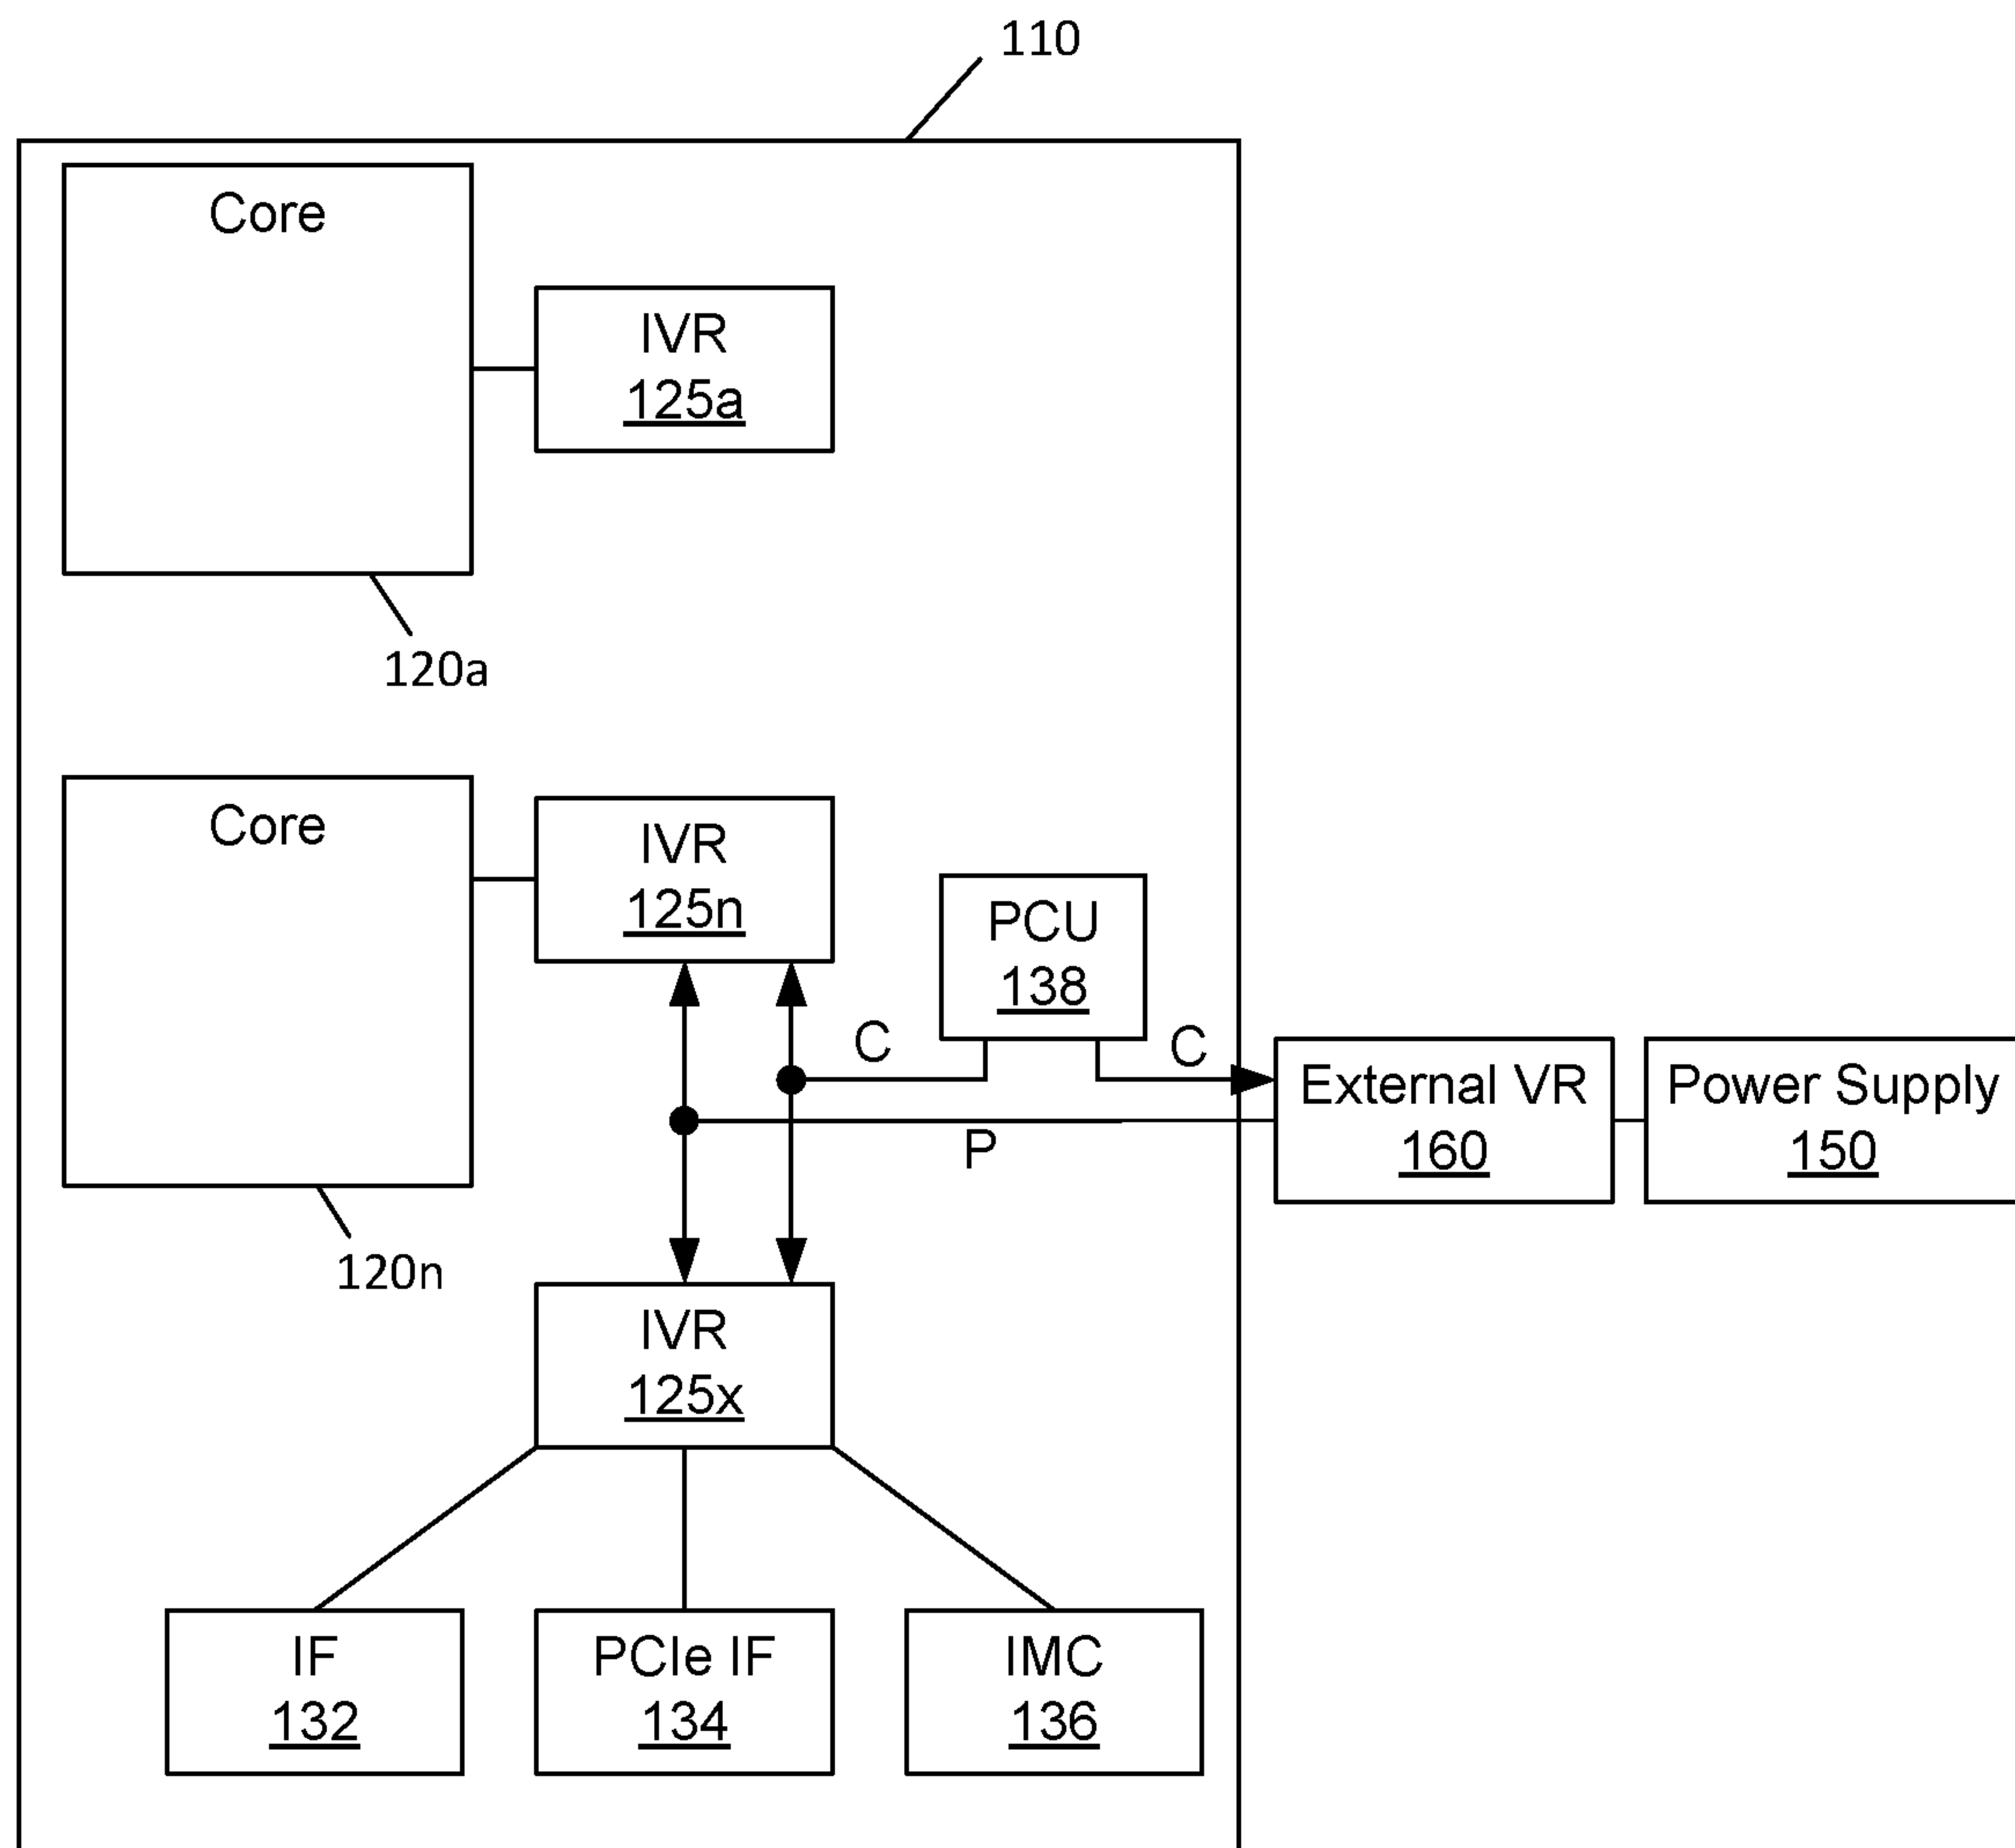 110
Core
IVR
125a
120a
Core
IVR
125n
PCU
138
C
C
External VR
160
Power Supply
150
P
120n
IVR
125x
IF
132
PCIe IF
134
IMC
136